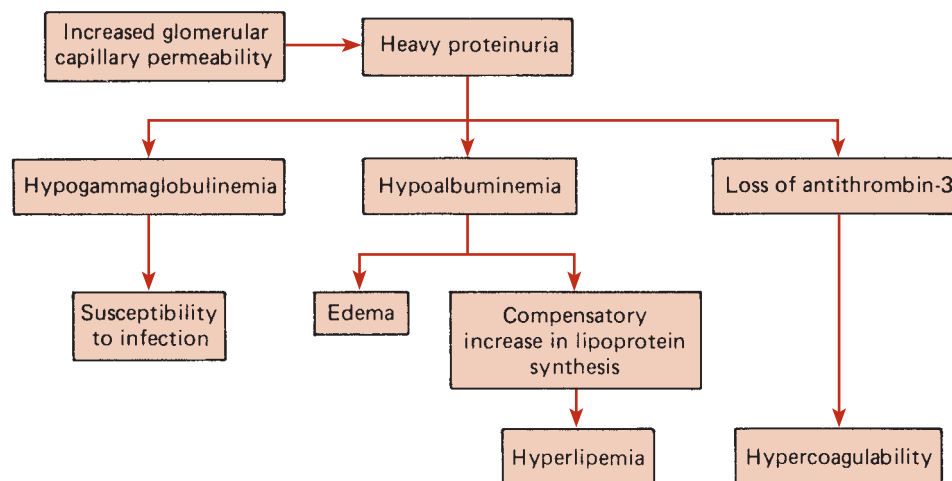 Increased glomerular
capillary permeability
Heavy proteinuria
Hypogammaglobulinemia
Hypoalbuminemia
Loss of antithrombin-3
Susceptibility
to infection
Edema
Compensatory
increase in lipoprotein
synthesis
Hyperlipemia
Hypercoagulability